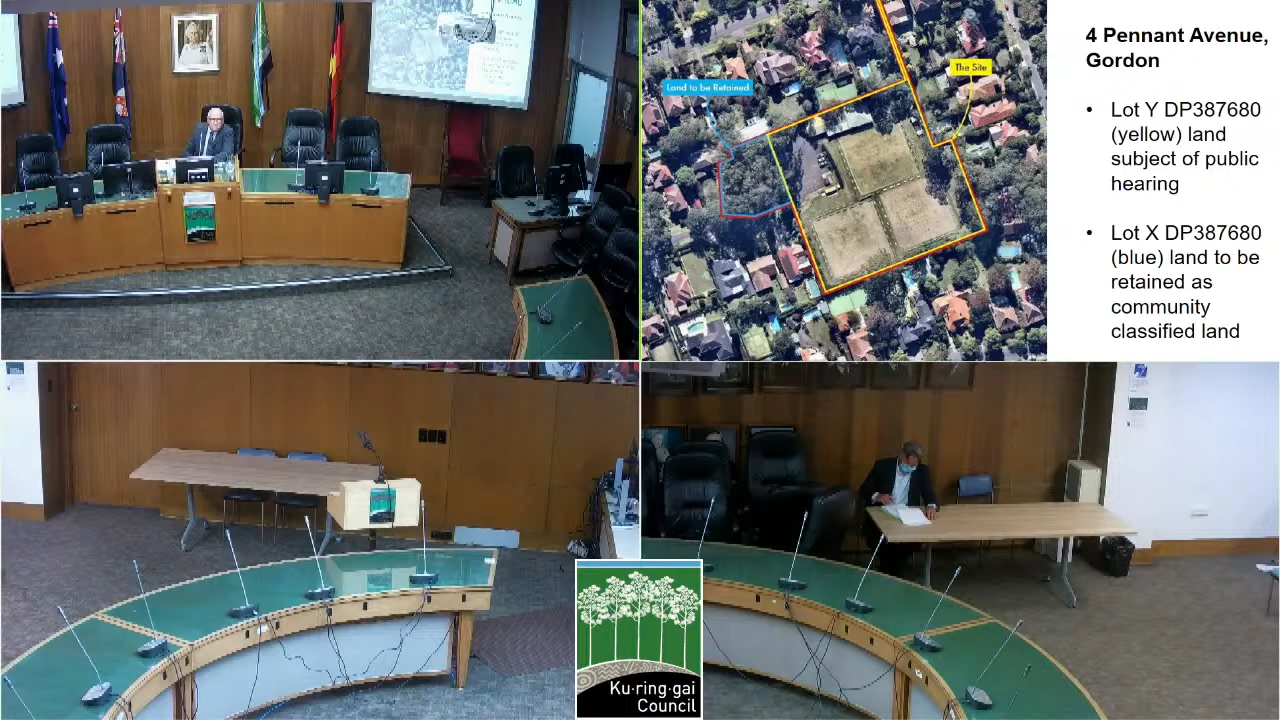 Land to be Retained
The Site
4 Pennant Avenue,
Gordon
• Lot Y DP387680
(yellow) land
subject of public
hearing
• Lot X DP387680
(blue) land to be
retained as
community
classified land
Ku·ring·gai
Council